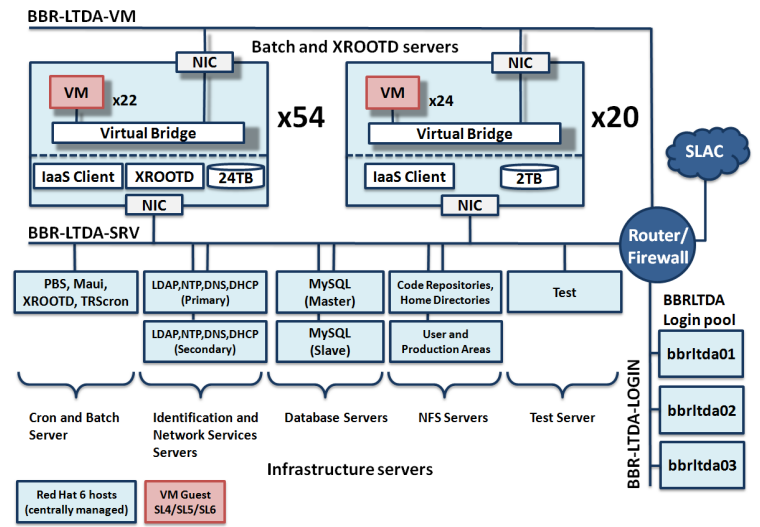 BBR-LTDA-VM
Batch and XROOTD servers
NIC
NIC
VM
x22
Virtual Bridge
x54
VM
x24
Virtual Bridge
x20
IaaS Client
XROOTD
24TB
IaaS Client
2TB
NIC
NIC
SLAC
Router/
Firewall
BBR-LTDA-SRV
PBS, Maui,
XROOTD, TRScron
LDAP,NTP,DNS,DHCP
(Primary)
MySQL
(Master)
Code Repositories,
Home Directories
Test
LDAP,NTP,DNS,DHCP
(Secondary)
MySQL
(Slave)
User and
Production Areas
BBRLTDA
Login pool
bbrltda01
bbrltda02
bbrltda03
BBR-LTDA-LOGIN
Cron and Batch
Server
Identification and
Network Services
Servers
Database Servers
NFS Servers
Test Server
Infrastructure servers
Red Hat 6 hosts
(centrally managed)
VM Guest
SL4/SL5/SL6